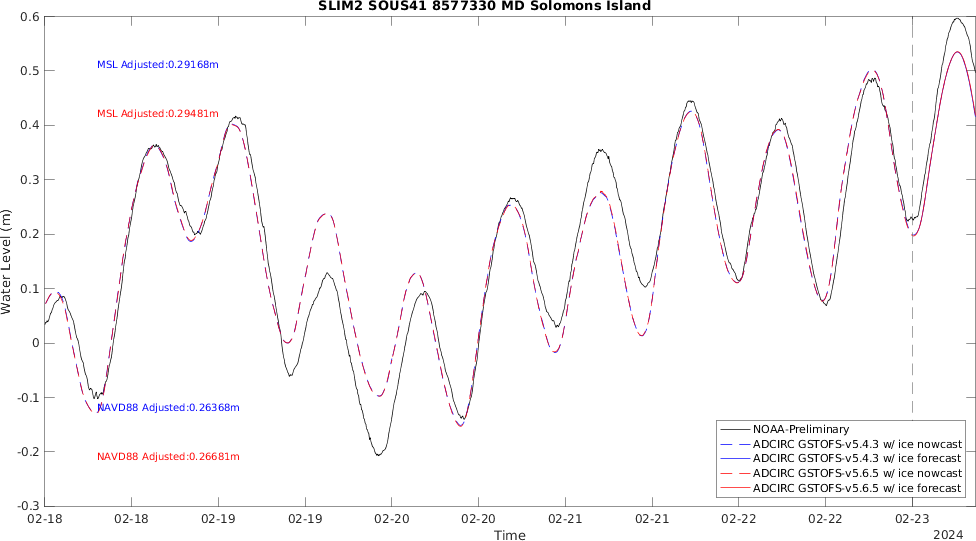 SLIM2 SOUS41 8577330 MD Solomons Island
Water Level (m)
0.6
0.5
0.4
0.3
0.2
0.1
0
-0.1
-0.2
-0.3
MSL Adjusted:0.29168m
MSL Adjusted:0.29481m
NAVD88 Adjusted:0.26368m
NAVD88 Adjusted:0.26681m
NOAA-Preliminary
ADCIRC GSTOFS-v5.4.3 w/ ice nowcast
ADCIRC GSTOFS-v5.4.3 w/ ice forecast
ADCIRC GSTOFS-v5.6.5 w/ ice nowcast
ADCIRC GSTOFS-v5.6.5 w/ ice forecast
02-18 02-18 02-19 02-19 02-20 02-20 02-21 02-21 02-22 02-22 02-23
Time
2024